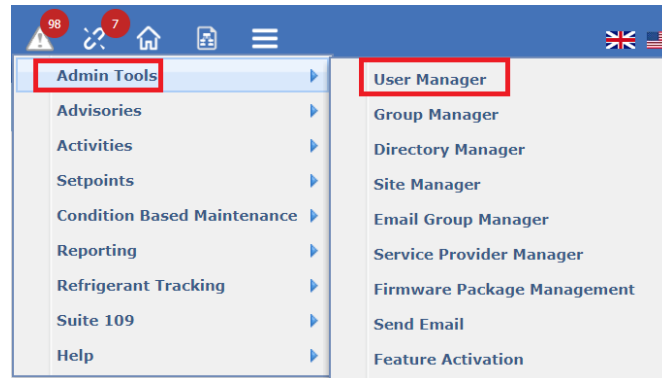 98
7
Admin Tools
Advisories
Activities
Setpoints
Condition Based Maintenance
Reporting
Refrigerant Tracking
Suite 109
Help
User Manager
Group Manager
Directory Manager
Site Manager
Email Group Manager
Service Provider Manager
Firmware Package Management
Send Email
Feature Activation